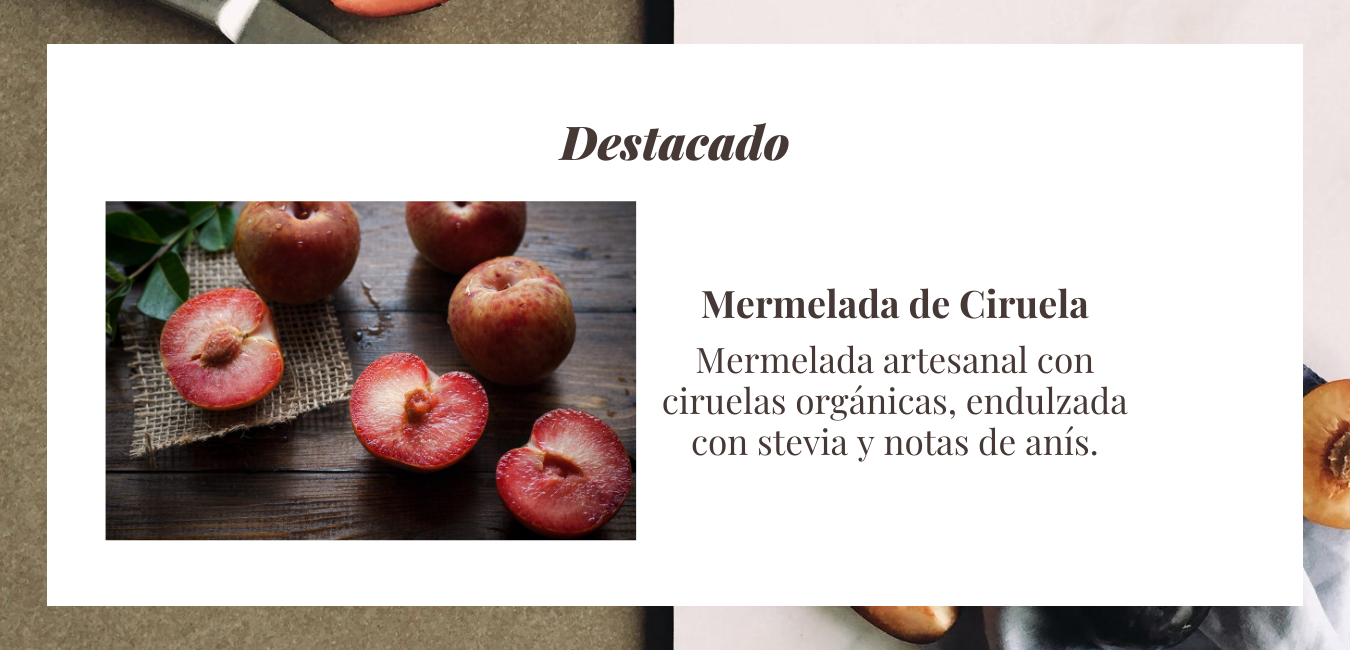 Destacado
Mermelada de Ciruela
Mermelada artesanal con
ciruelas orgánicas, endulzada
con stevia y notas de anís.